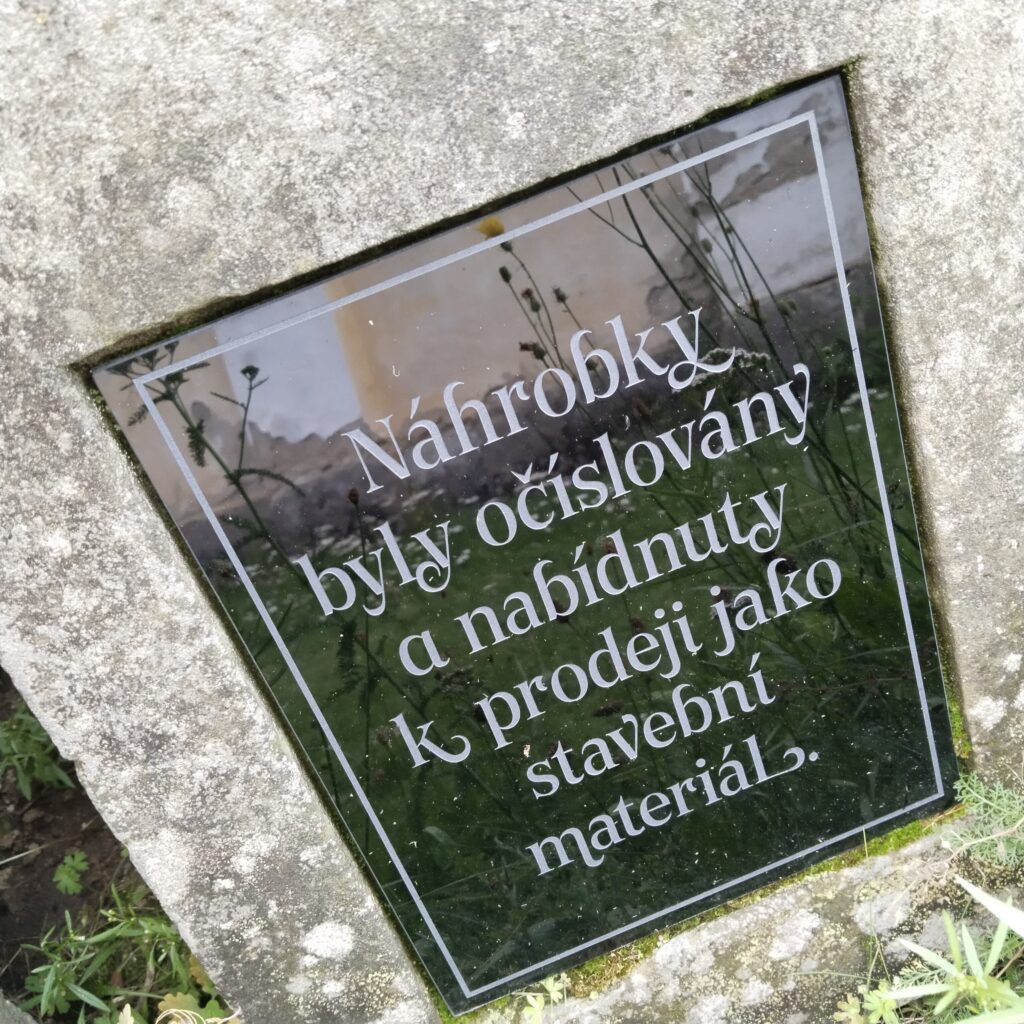 Náhrobky
byly očíslovány
a nabídnuty
k prodeji jako
stavební
materiál.